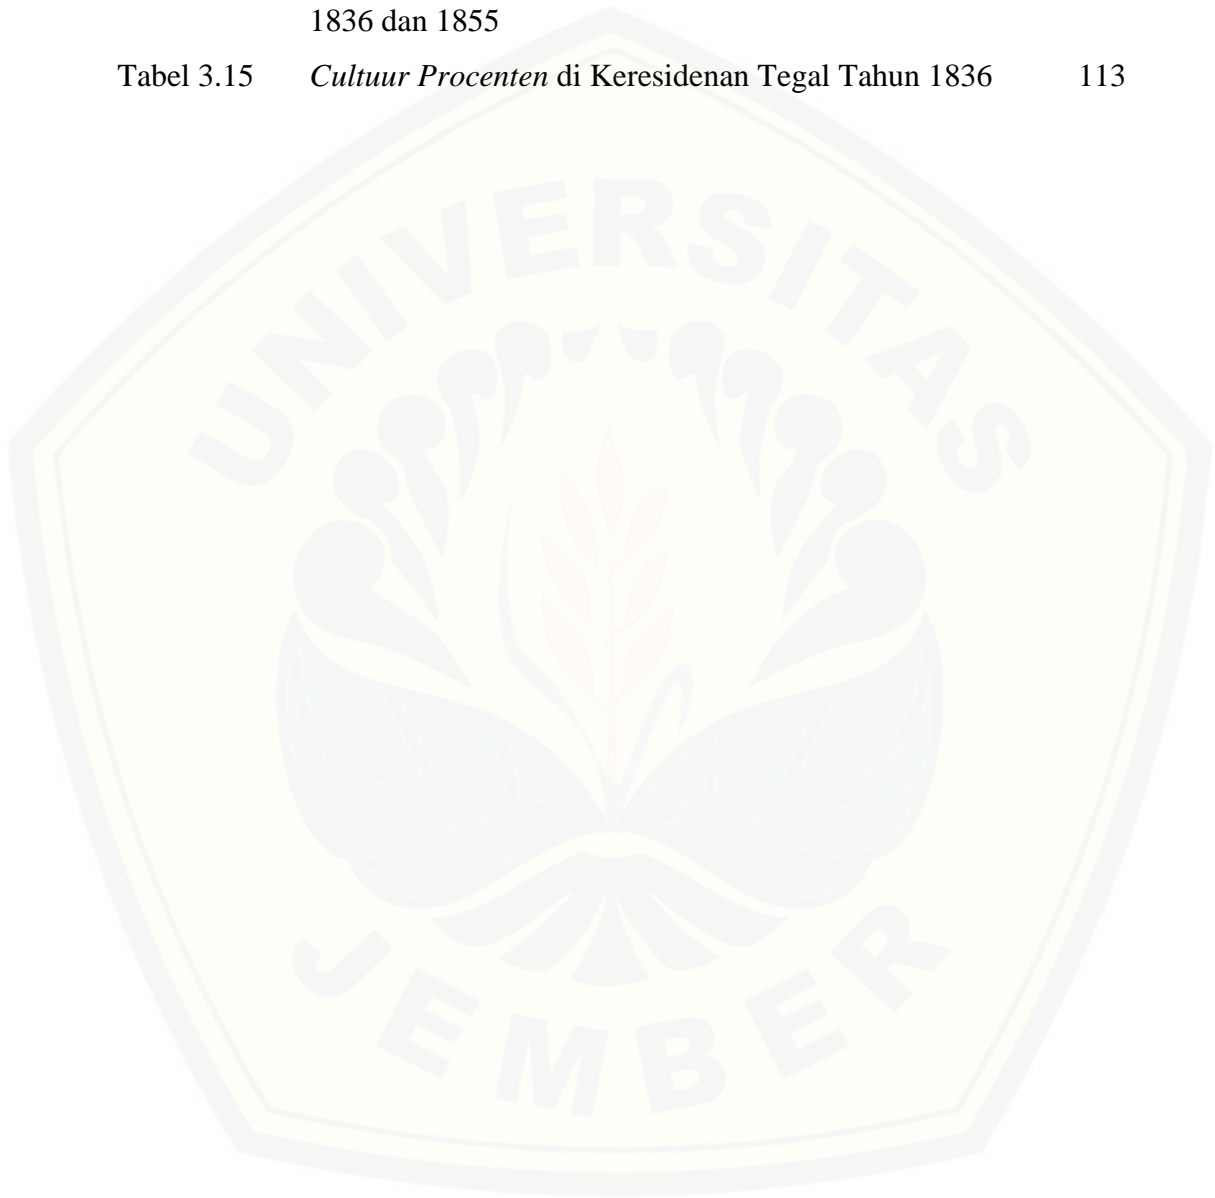 1836 dan 1855
Tabel 3.15 Cultuur Procenten di Keresidenan Tegal Tahun 1836 113
UNIVERSITAS
JEMBER